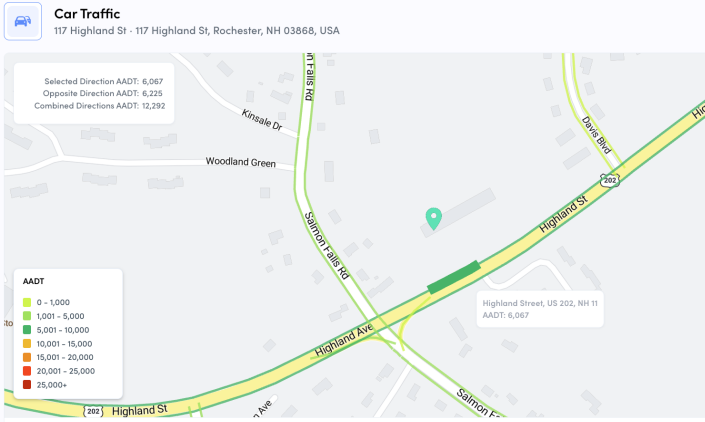 Car Traffic
117 Highland St · 117 Highland St, Rochester, NH 03868, USA
Selected Direction AADT: 6,067
Opposite Direction AADT: 6,225
Combined Directions AADT: 12,292
n Falls Rd
Kinsale Dr
Woodland Green
Davis Blvd
Hig
202
Highland St
Salmon Falls Rd
Highland Street, US 202, NH 11
AADT: 6,067
AADT
0 - 1,000
1,001 - 5,000
5,001 - 10,000
10,001 - 15,000
15,001 - 20,000
20,001 - 25,000
25,000+
Sto
Highland Ave
202
Highland St
n Ave
Salmon Fa